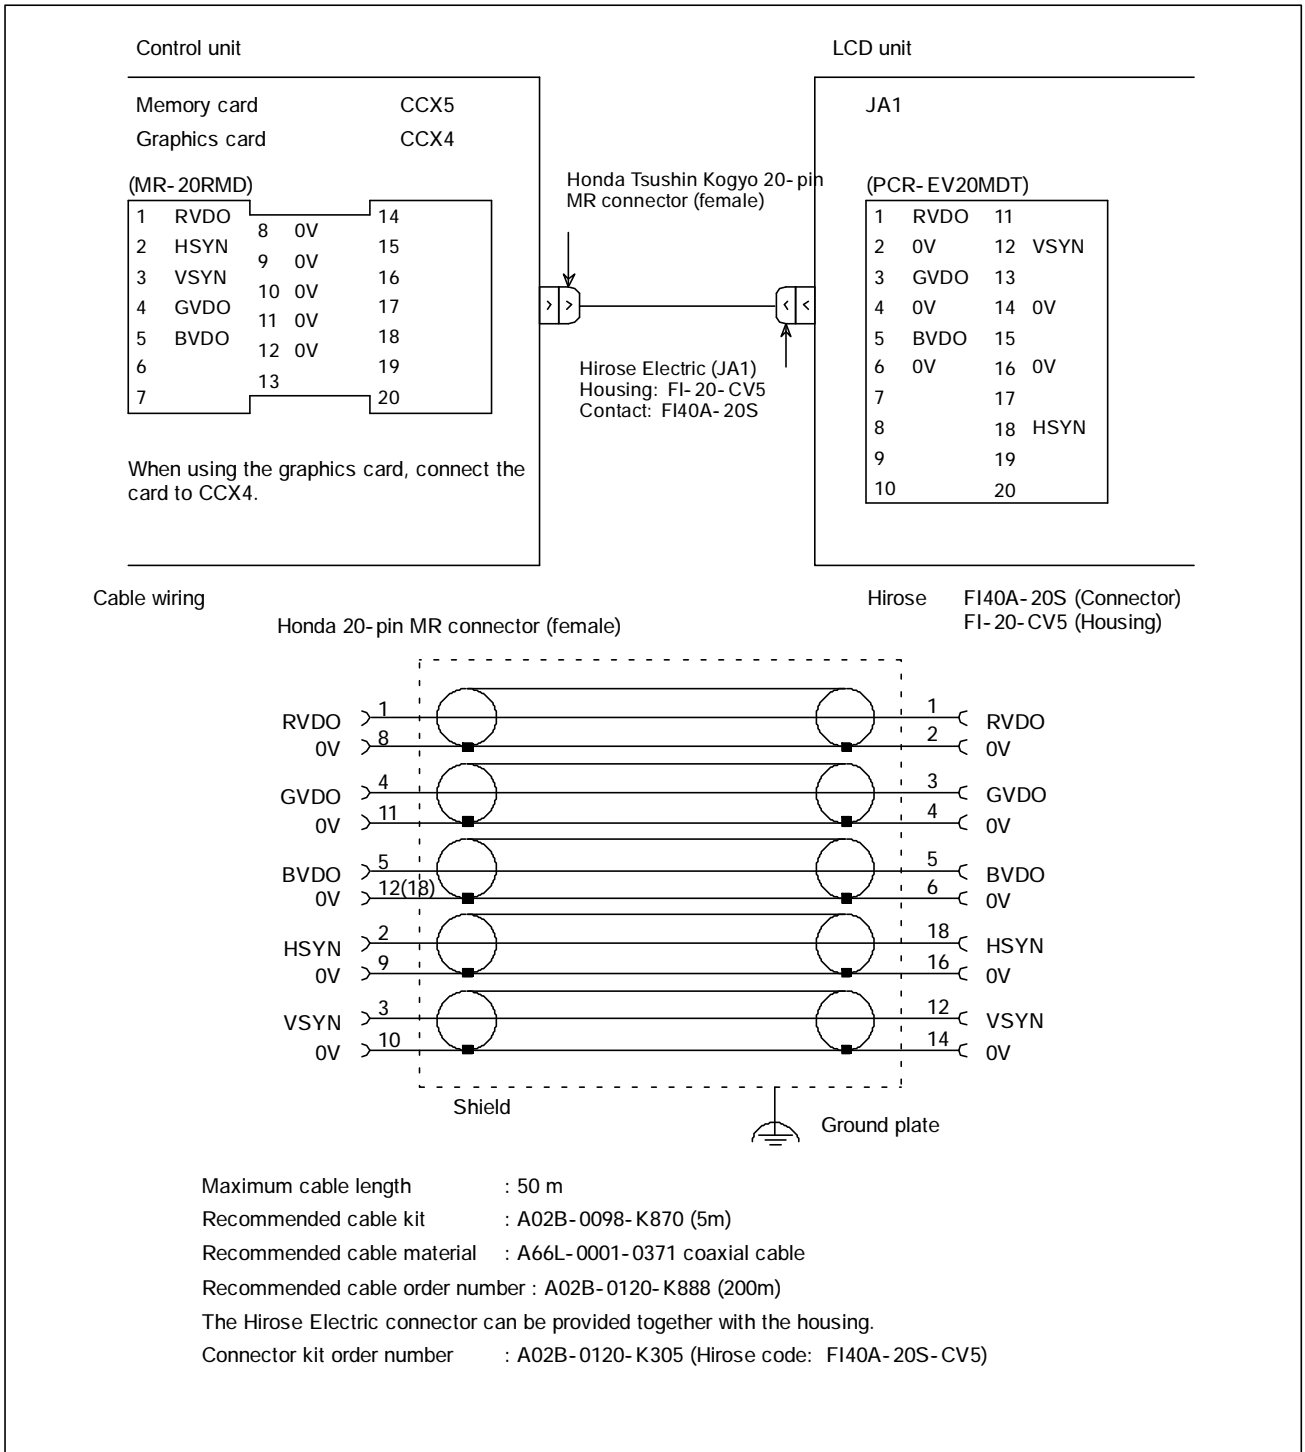 Control unit
LCD unit
Memory card CCX5
Graphics card CCX4
JA1
(MR-20RMD)
1 RVDO 8 0V 14
2 HSYN 9 0V 15
3 VSYN 10 0V 16
4 GVDO 11 0V 17
5 BVDO 12 0V 18
6 13 19
7 20
When using the graphics card, connect the
card to CCX4.
Honda Tsushin Kogyo 20-pin
MR connector (female)
Hirose Electric (JA1)
Housing: FI-20-CV5
Contact: FI40A-20S
(PCR-EV20MDT)
1 RVDO 11
2 0V 12 VSYN
3 GVDO 13
4 0V 14 0V
5 BVDO 15
6 0V 16 0V
7 17
8 18 HSYN
9 19
10 20
Cable wiring
Honda 20-pin MR connector (female)
Hirose FI40A-20S (Connector)
FI-20-CV5 (Housing)
RVDO 1 1 RVDO
0V 8 2 0V
GVDO 4 3 GVDO
0V 11 4 0V
BVDO 5 5 BVDO
0V 12(18) 6 0V
HSYN 2 18 HSYN
0V 9 16 0V
VSYN 3 12 VSYN
0V 10 14 0V
Shield
Ground plate
Maximum cable length : 50 m
Recommended cable kit : A02B-0098-K870 (5m)
Recommended cable material : A66L-0001-0371 coaxial cable
Recommended cable order number : A02B-0120-K888 (200m)
The Hirose Electric connector can be provided together with the housing.
Connector kit order number : A02B-0120-K305 (Hirose code: FI40A-20S-CV5)